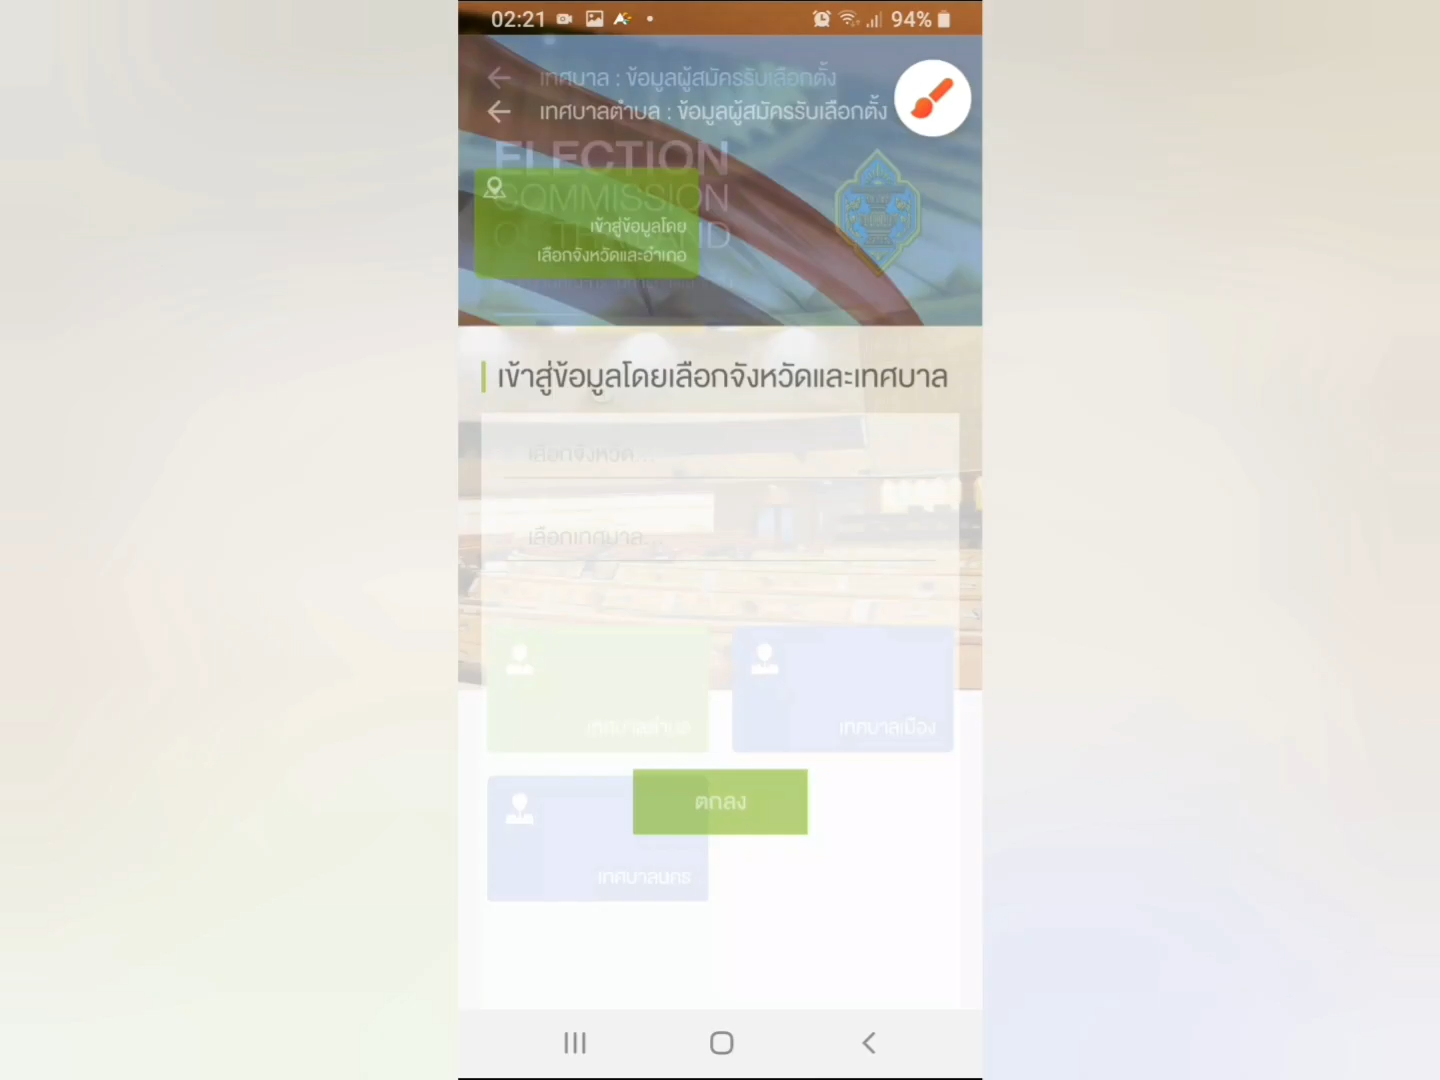 02:21
94%
เทศบาล : ข้อมูลผู้สมัครรับเลือกตั้ง
เทศบาลตำบล : ข้อมูลผู้สมัครรับเลือกตั้ง
ELECTION
COMMISSION
เข้าสู่ข้อมูลโดย
เลือกจังหวัดและอำเภอ
เข้าสู่ข้อมูลโดยเลือกจังหวัดและเทศบาล
เลือกจังหวัด...
เลือกเทศบาล...
เทศบาลตำบล
เทศบาลเมือง
ตกลง
เทศบาลนคร